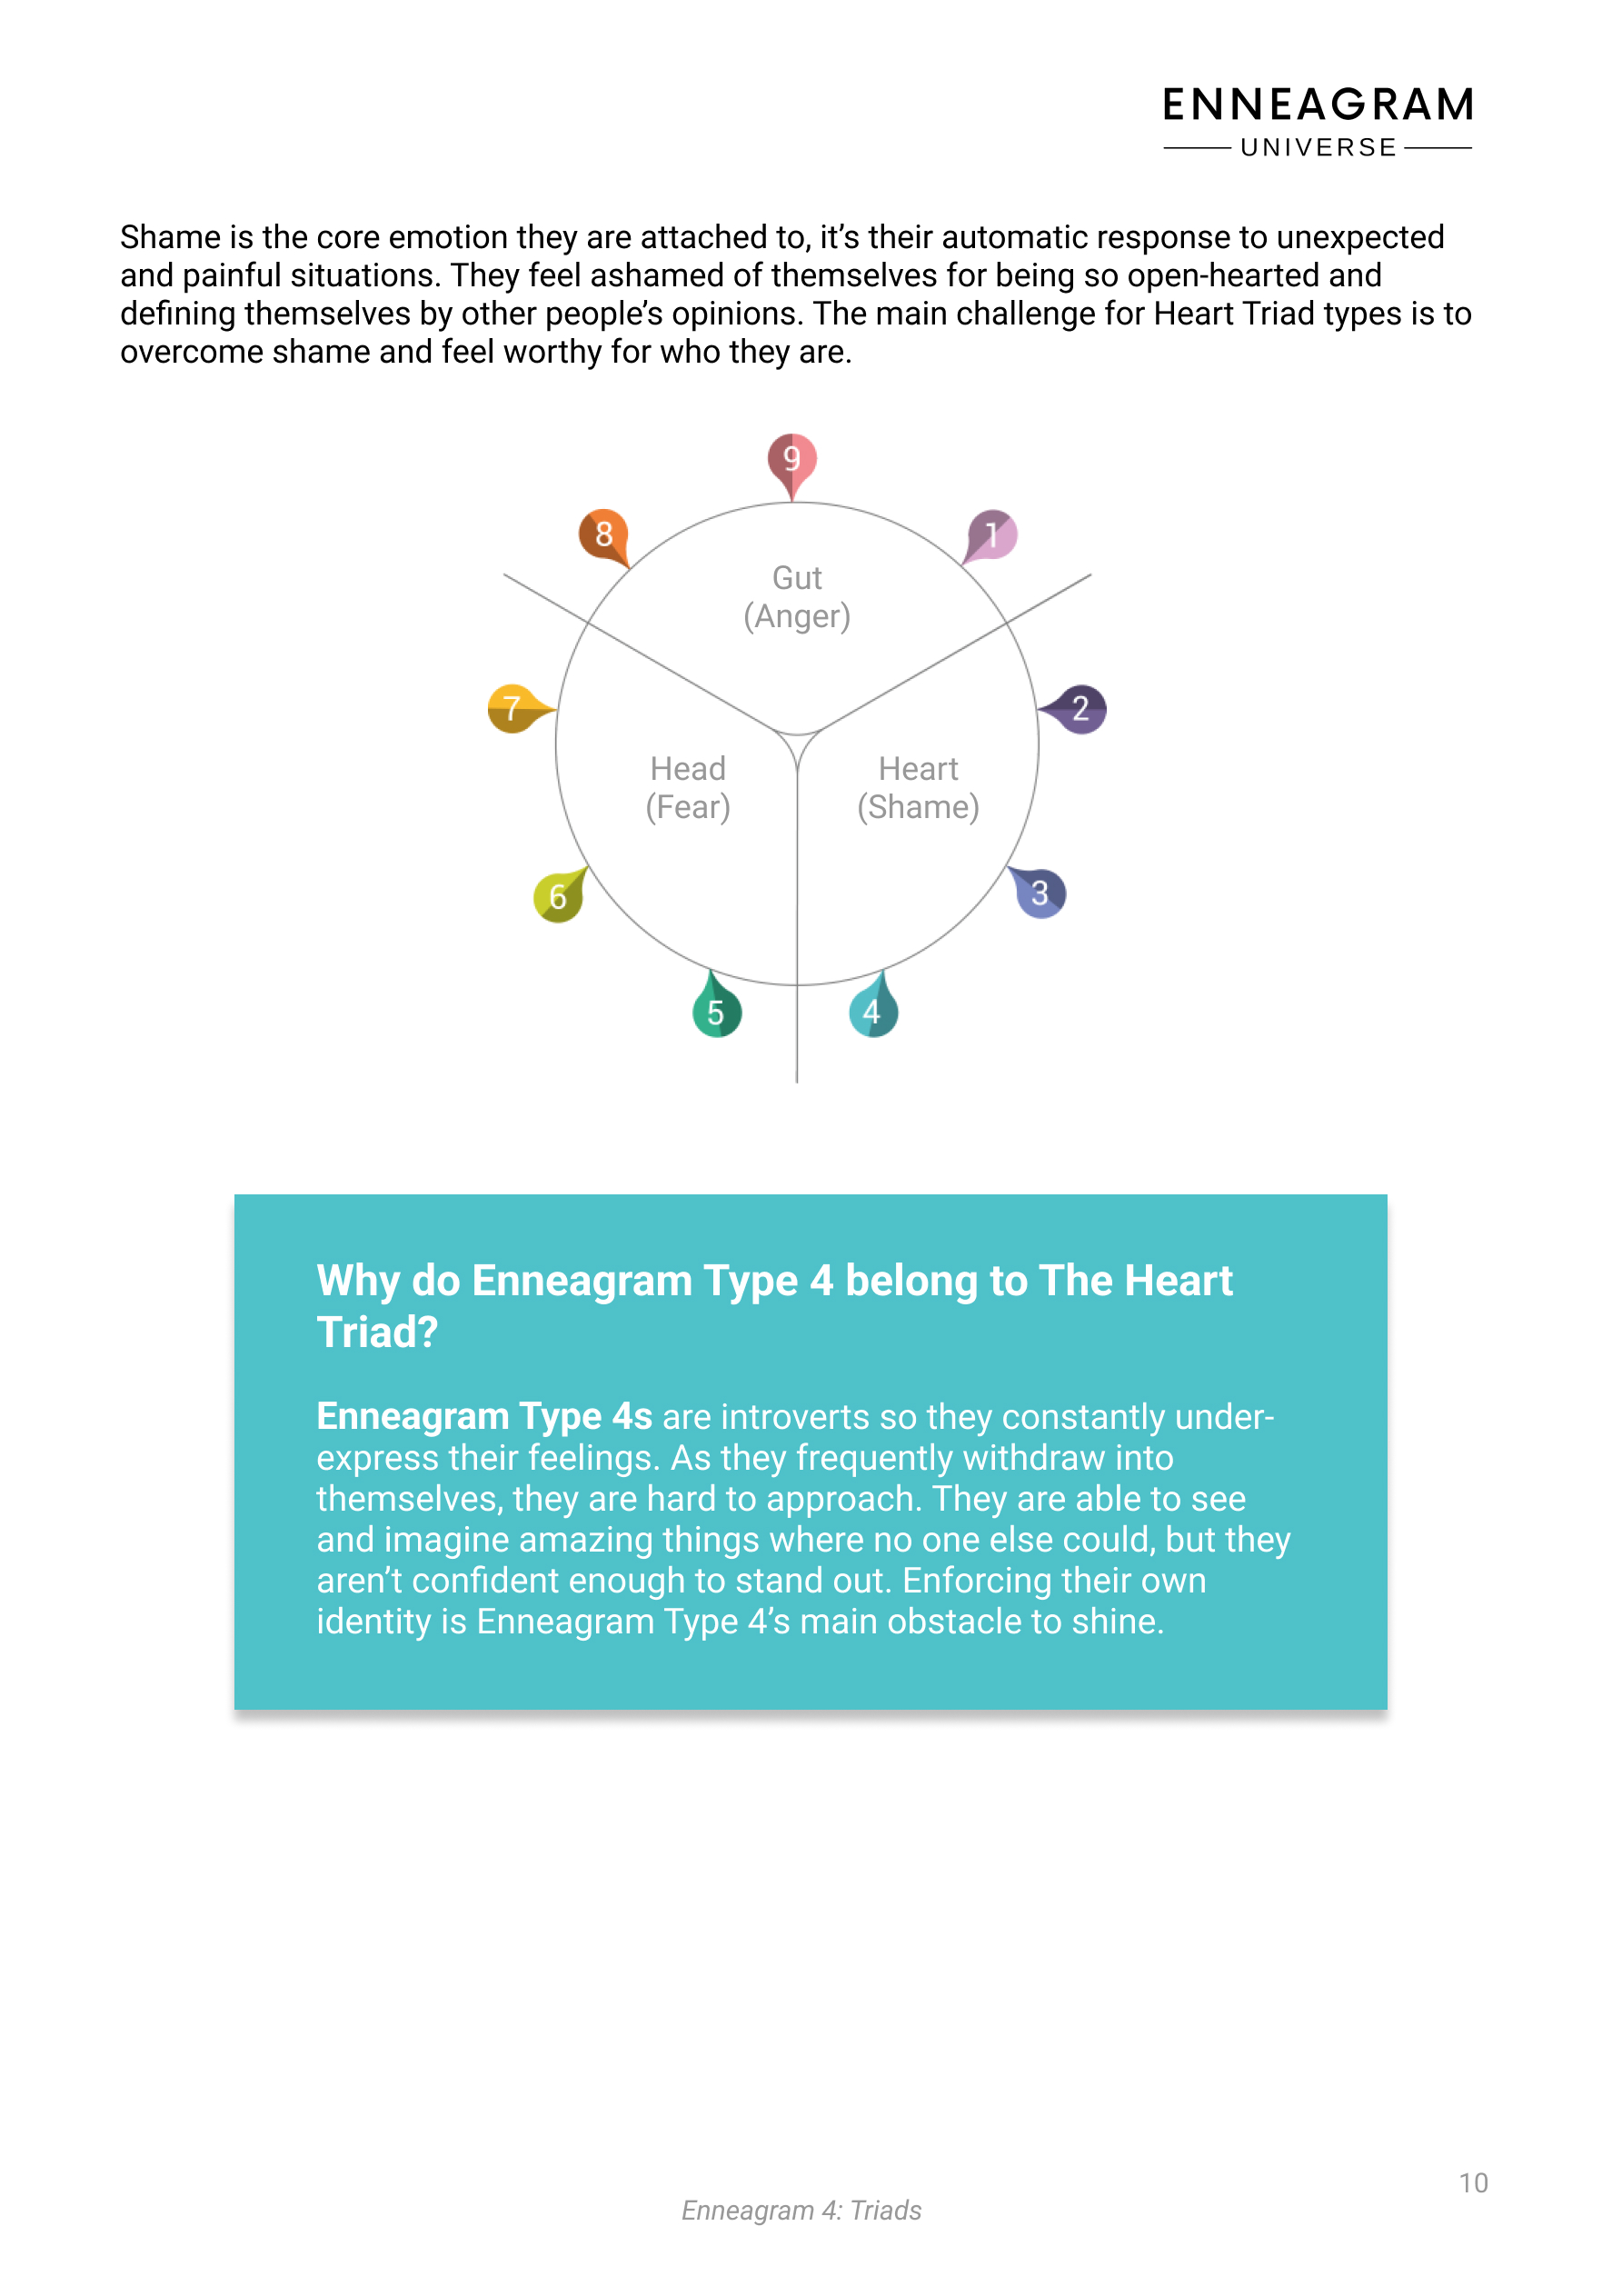 ENNEAGRAM
UNIVERSE
Shame is the core emotion they are attached to, it’s their automatic response to unexpected
and painful situations. They feel ashamed of themselves for being so open-hearted and
defining themselves by other people’s opinions. The main challenge for Heart Triad types is to
overcome shame and feel worthy for who they are.
9
8
1
Gut
(Anger)
7
2
Head
(Fear)
Heart
(Shame)
6
3
5
4
Why do Enneagram Type 4 belong to The Heart
Triad?
Enneagram Type 4s are introverts so they constantly under-
express their feelings. As they frequently withdraw into
themselves, they are hard to approach. They are able to see
and imagine amazing things where no one else could, but they
aren’t confident enough to stand out. Enforcing their own
identity is Enneagram Type 4’s main obstacle to shine.
10
Enneagram 4: Triads